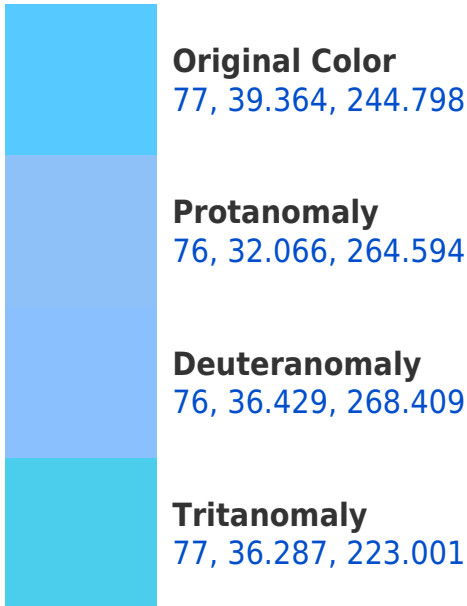 Original Color
77, 39.364, 244.798
Protanomaly
76, 32.066, 264.594
Deuteranomaly
76, 36.429, 268.409
Tritanomaly
77, 36.287, 223.001